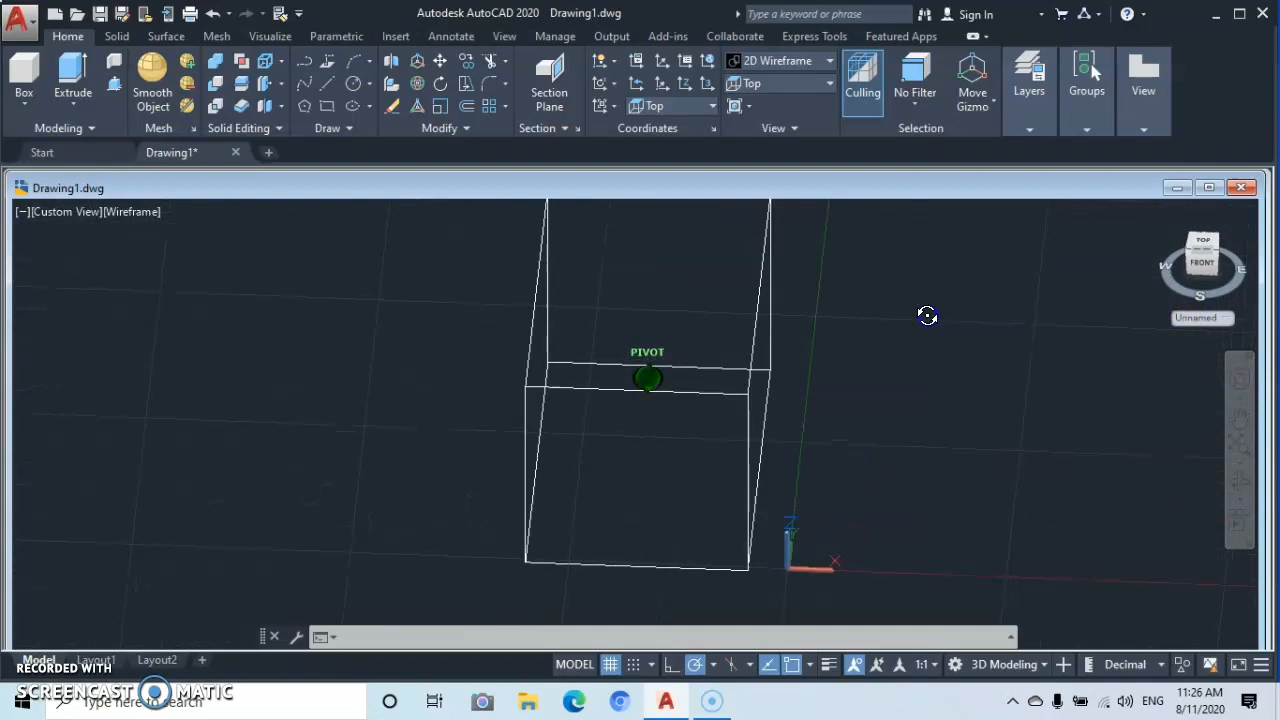 Autodesk AutoCAD 2020 Drawing1.dwg Type a keyword or phrase Sign In
Home Solid Surface Mesh Visualize Parametric Insert Annotate View Manage Output Add-ins Collaborate Express Tools Featured Apps
2D Wireframe
Top
Box Extrude Smooth Object Section Plane Top Culling No Filter Move Gizmo Layers Groups View
Modeling Mesh Solid Editing Draw Modify Section Coordinates View Selection
Start Drawing1*
Drawing1.dwg
[−][Custom View][Wireframe]
TOP
FRONT
W E
S
Unnamed
PIVOT
Z
Y
X
Model Layout1 Layout2 MODEL 1:1 3D Modeling Decimal
RECORDED WITH
SCREENCAST MATIC
Type here to search
ENG
11:26 AM
8/11/2020